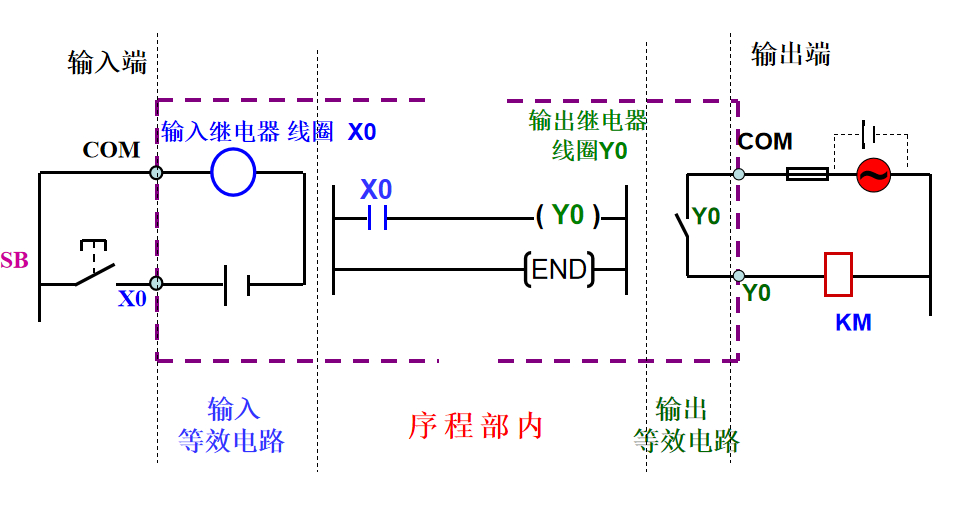 输入端
输出端
输入继电器 线圈 X0
输出继电器
线圈Y0
COM
COM
X0
( Y0 )
Y0
SB
[END]
X0
Y0
KM
输入
等效电路
序程部内
输出
等效电路